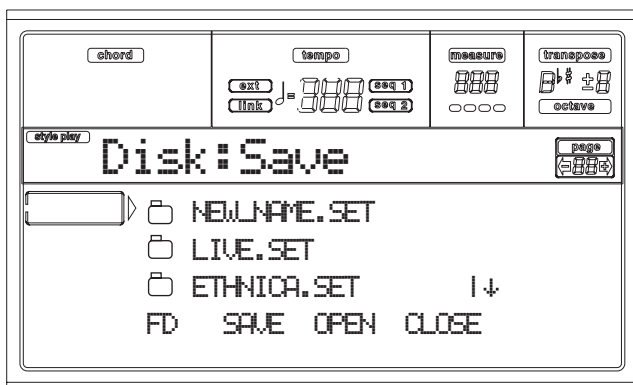 chord tempo measure transpose
ext seq 1
link seq 2 octave
style play Disk:Save page
NEW_NAME.SET
LIVE.SET
ETHNICA.SET
FD SAVE OPEN CLOSE